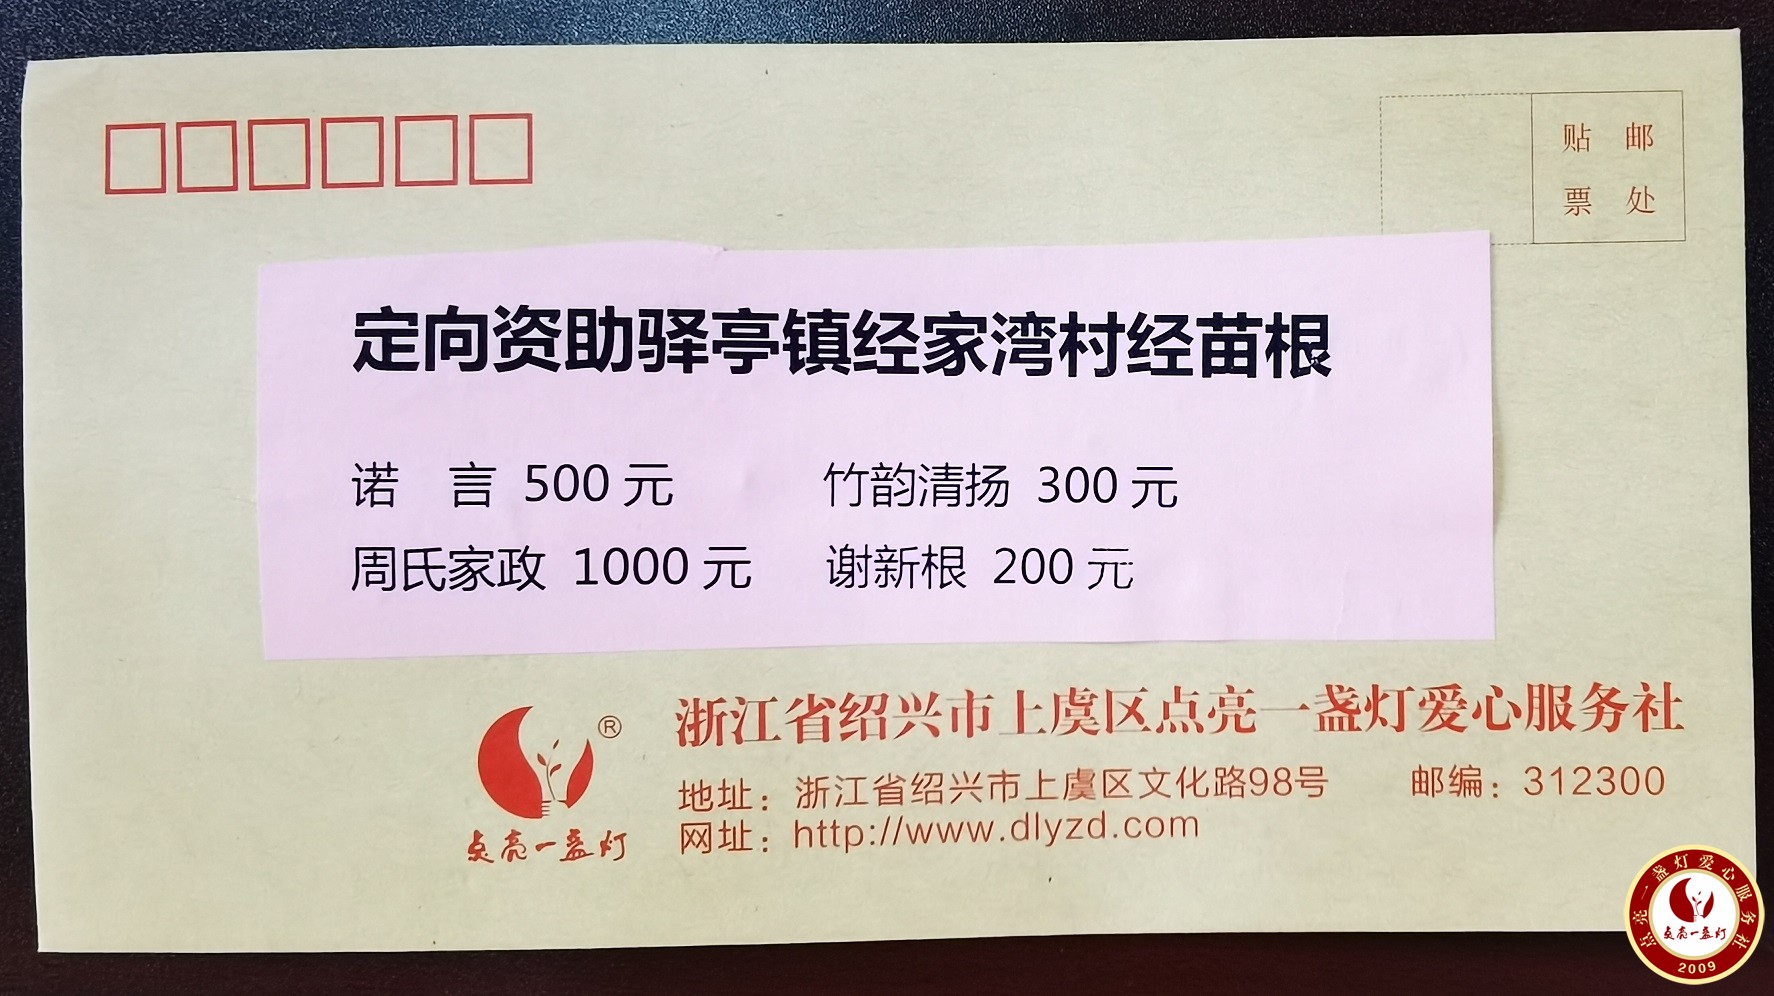 贴 邮
票 处
定向资助驿亭镇经家湾村经苗根
诺 言 500 元 竹韵清扬 300 元
周氏家政 1000 元 谢新根 200 元
®
点亮一盏灯
浙江省绍兴市上虞区点亮一盏灯爱心服务社
地址：浙江省绍兴市上虞区文化路98号 邮编：312300
网址：http://www.dlyzd.com
点亮一盏灯爱心服务社
点亮一盏灯
2009